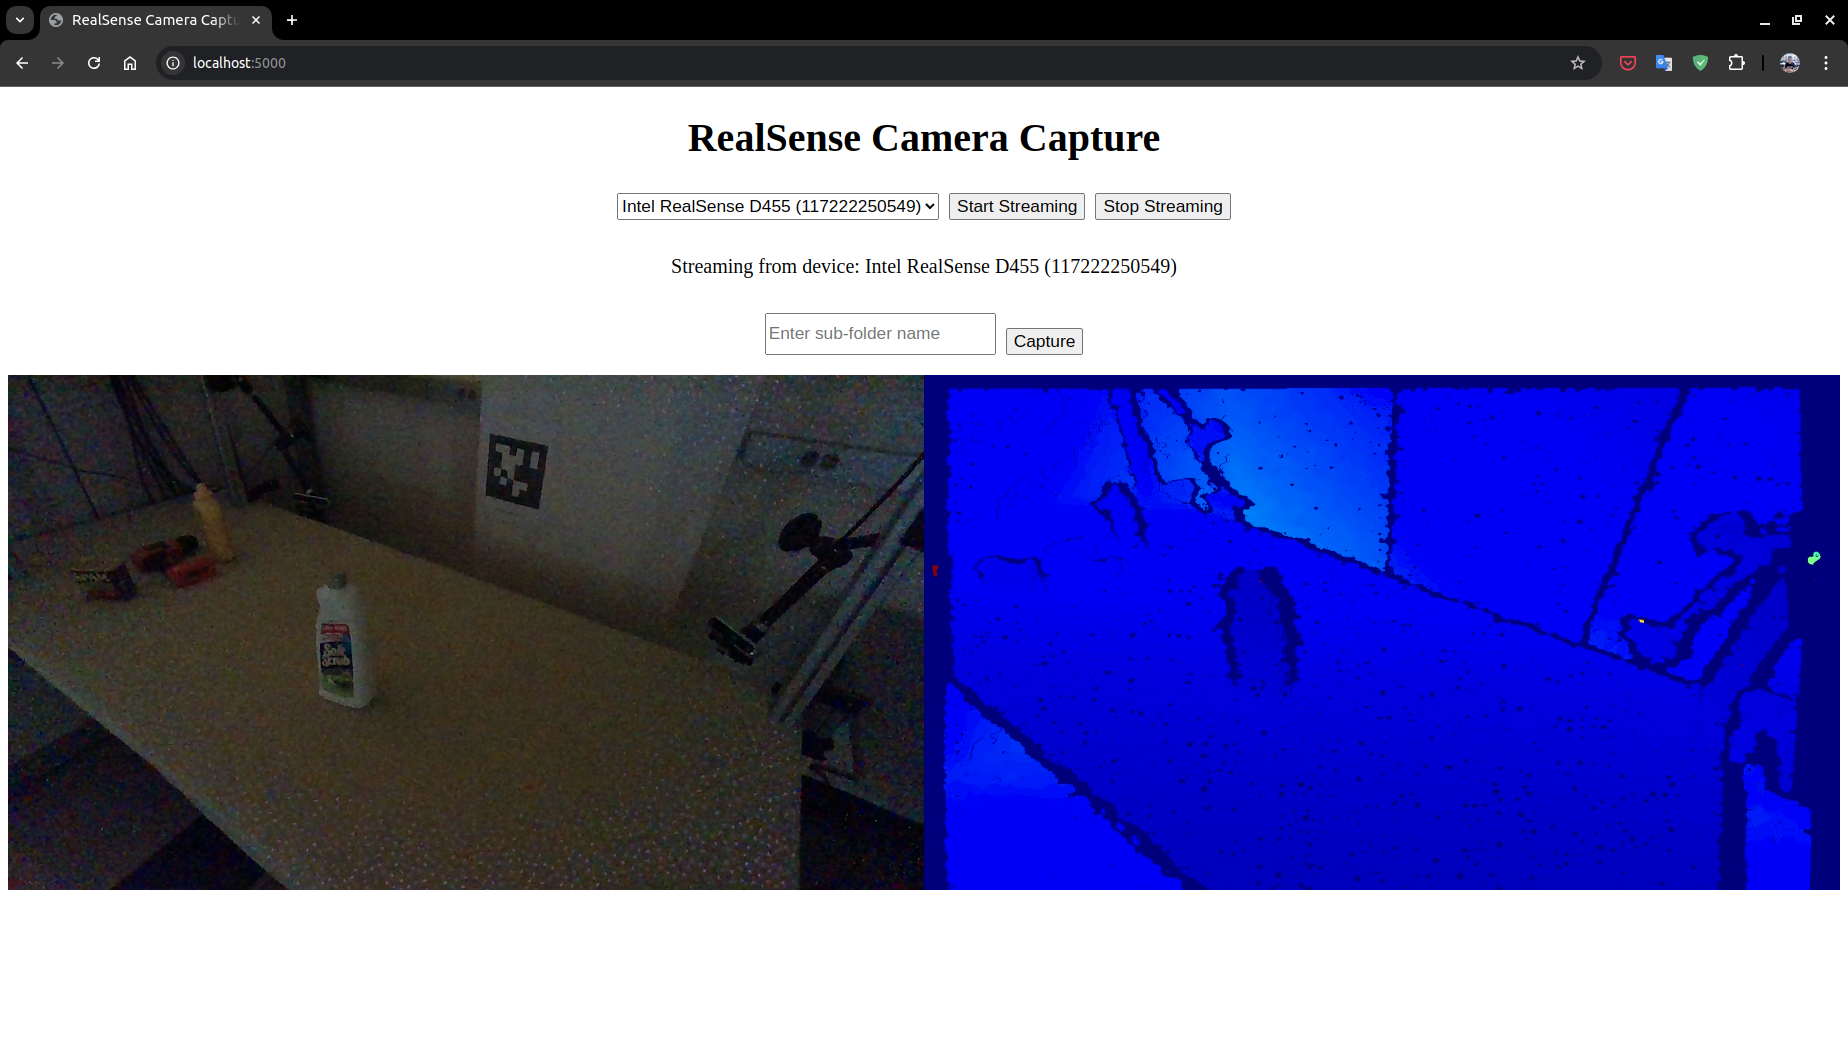 RealSense Camera Captu
localhost:5000
RealSense Camera Capture
Intel RealSense D455 (117222250549)
Start Streaming
Stop Streaming
Streaming from device: Intel RealSense D455 (117222250549)
Enter sub-folder name
Capture
Soft
Scrub